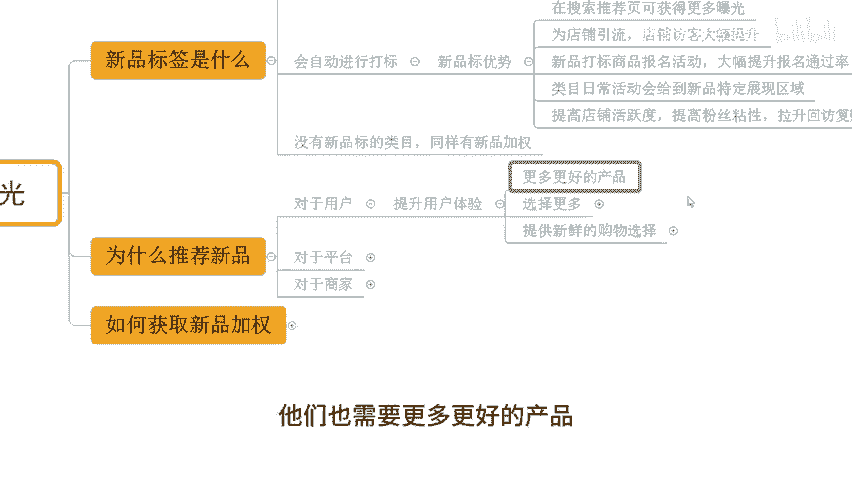 在搜索推荐页可获得更多曝光
为店铺引流，店铺访客大幅提升
新品标签是什么
会自动进行打标
新品标优势
新品打标商品报名活动，大幅提升报名通过率
类目日常活动会给到新品特定展现区域
提高店铺活跃度，提高粉丝粘性，拉升回访复
没有新品标的类目，同样有新品加权
光
更多更好的产品
对于用户
提升用户体验
选择更多
提供新鲜的购物选择
为什么推荐新品
对于平台
对于商家
如何获取新品加权
他们也需要更多更好的产品